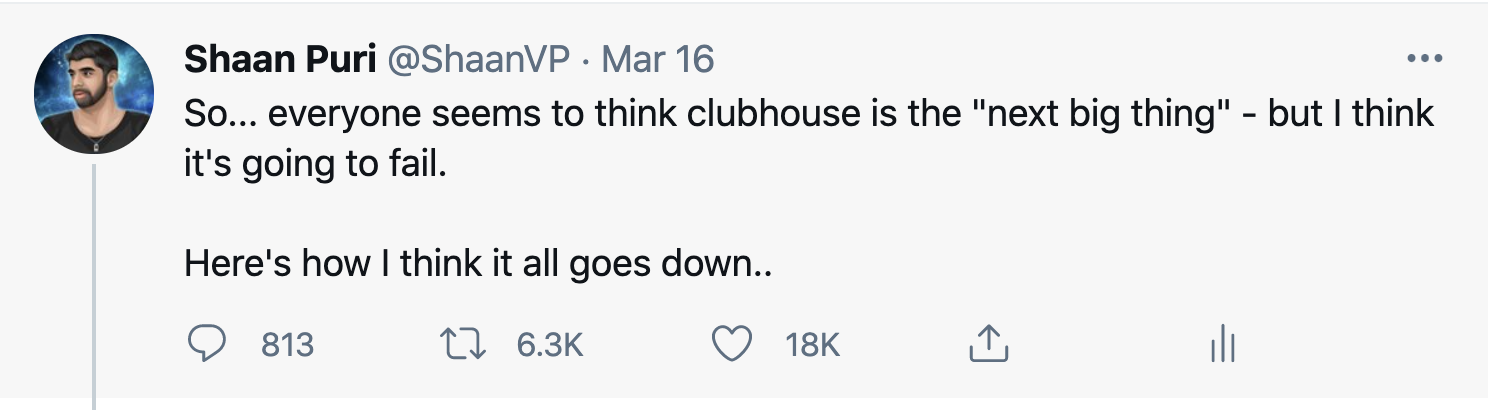 Shaan Puri @ShaanVP · Mar 16
So... everyone seems to think clubhouse is the "next big thing" - but I think
it's going to fail.
Here's how I think it all goes down..
813 6.3K 18K